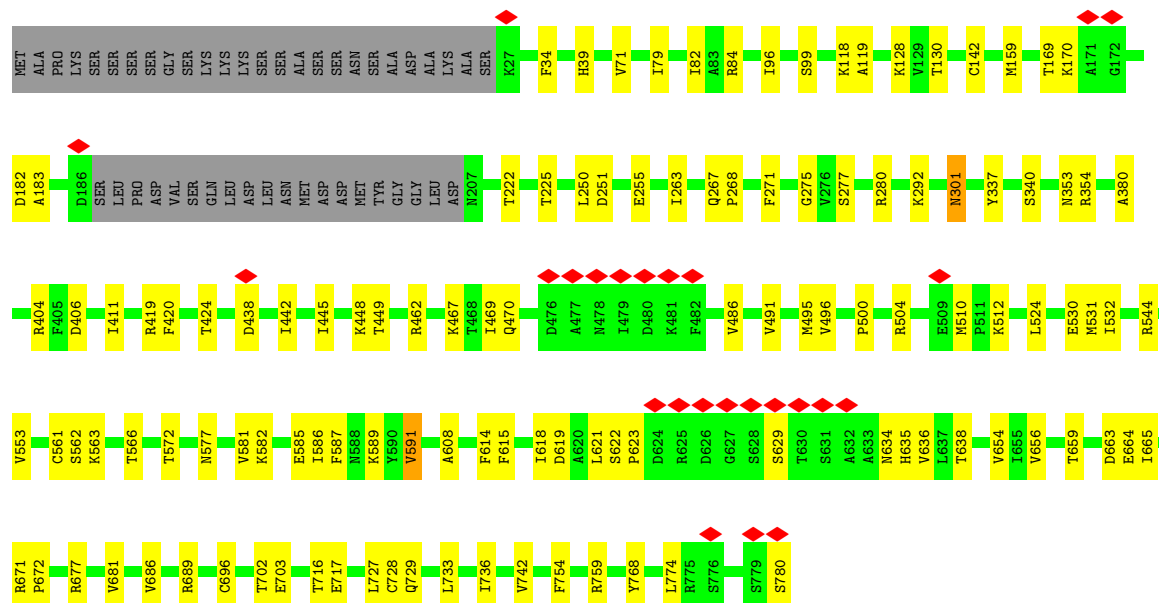 MET ALA PRO LYS SER SER SER SER GLY SER LYS LYS LYS SER SER ALA SER SER ASN SER ALA ASP ALA LYS ALA SER K27 F34 H39 V71 I79 I82 A83 R84 I96 S99 K118 A119 K128 V129 T130 C142 M159 T169 K170 A171 G172
D182 A183 D186 SER LEU PRO ASP VAL SER GLN LEU ASP LEU ASN MET ASP ASP MET TYR GLY GLY LEU ASP N207 T222 T225 L250 D251 E255 I263 Q267 P268 F271 G275 V276 S277 R280 K292 N301 Y337 S340 N353 R354 A380
R404 F405 D406 I411 R419 F420 T424 D438 I442 I445 K448 T449 R462 K467 T468 I469 Q470 D476 A477 N478 I479 D480 K481 F482 V486 V491 M495 V496 P500 R504 E509 M510 P511 K512 L524 E530 M531 I532 R544
V553 C561 S562 K563 T566 T572 N577 V581 K582 E585 I586 F587 N588 K589 Y590 V591 A608 F614 F615 I618 D619 A620 L621 S622 P623 D624 R625 D626 G627 S628 S629 T630 S631 A632 A633 N634 H635 V636 L637 T638 V654 I655 V656 T659 D663 E664 I665
R671 P672 R677 V681 V686 R689 C696 T702 E703 T716 E717 L727 C728 Q729 L733 I736 V742 F754 R759 Y768 L774 R775 S776 S779 S780